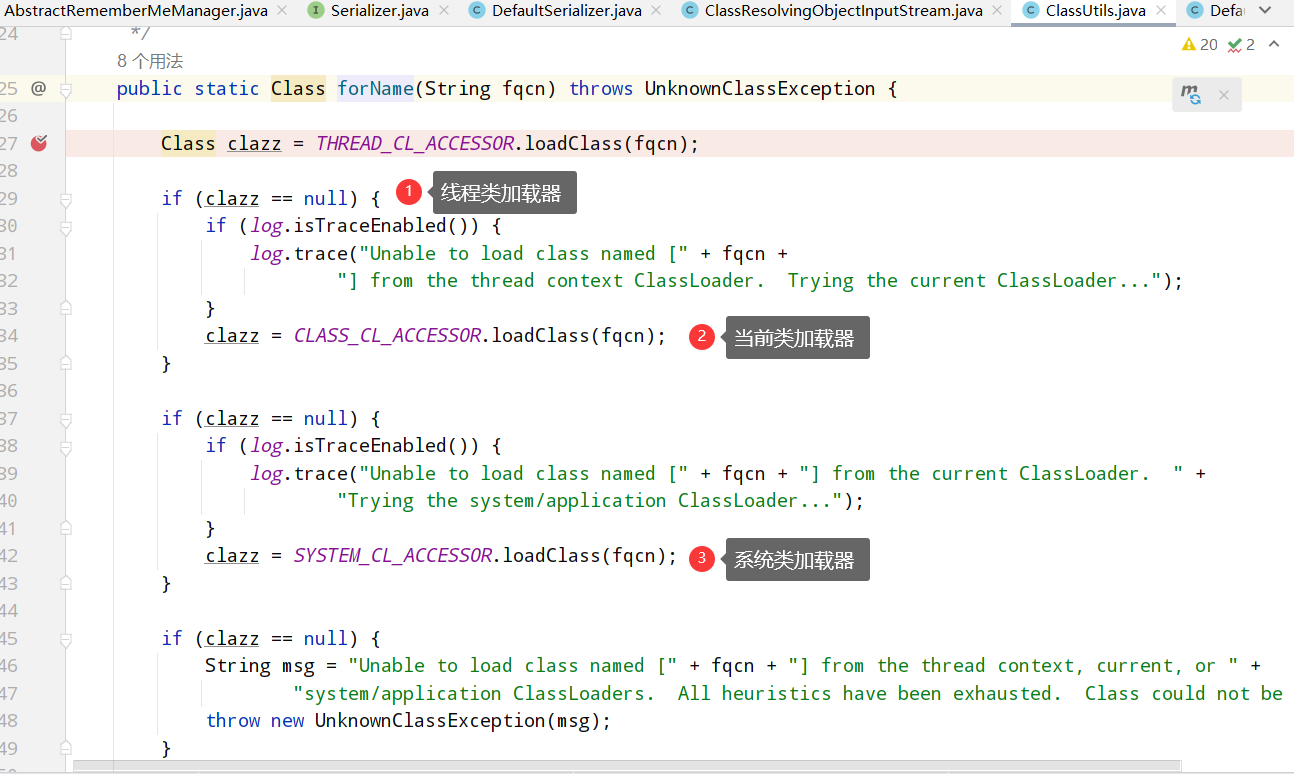 AbstractRememberMeManager.java × I Serializer.java × C DefaultSerializer.java × C ClassResolvingObjectInputStream.java × C ClassUtils.java × C Defa
24 */
8 个用法 20 2
25 @ public static Class forName(String fqcn) throws UnknownClassException {
26 m ×
27 Class clazz = THREAD_CL_ACCESSOR.loadClass(fqcn);
28
29 if (clazz == null) { 1 线程类加载器
30 if (log.isTraceEnabled()) {
31 log.trace("Unable to load class named [" + fqcn +
32 "] from the thread context ClassLoader.  Trying the current ClassLoader...");
33 }
34 clazz = CLASS_CL_ACCESSOR.loadClass(fqcn); 2 当前类加载器
35 }
36
37 if (clazz == null) {
38 if (log.isTraceEnabled()) {
39 log.trace("Unable to load class named [" + fqcn + "] from the current ClassLoader.  " +
40 "Trying the system/application ClassLoader...");
41 }
42 clazz = SYSTEM_CL_ACCESSOR.loadClass(fqcn); 3 系统类加载器
43 }
44
45 if (clazz == null) {
46 String msg = "Unable to load class named [" + fqcn + "] from the thread context, current, or " +
47 "system/application ClassLoaders.  All heuristics have been exhausted.  Class could not be
48 throw new UnknownClassException(msg);
49 }